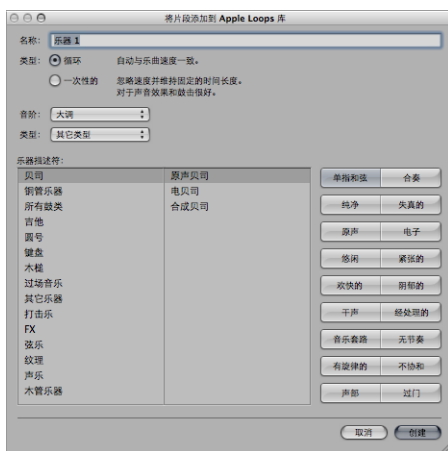 将片段添加到 Apple Loops 库
名称: 乐器 1
类型: 循环 自动与乐曲速度一致。
一次性的 忽略速度并维持固定的时间长度。
对于声音效果和鼓击很好。
音阶: 大调
类型: 其它类型
乐器描述符:
贝司 原声贝司 单指和弦 合奏
铜管乐器 电贝司
所有鼓类 合成贝司 纯净 失真的
吉他
圆号 原声 电子
键盘
木槌 悠闲 紧张的
过场音乐
其它乐器 欢快的 阴郁的
打击乐 干声 经处理的
FX
弦乐 音乐套路 无节奏
纹理 有旋律的 不协和
声乐
木管乐器 声部 过门
取消 创建